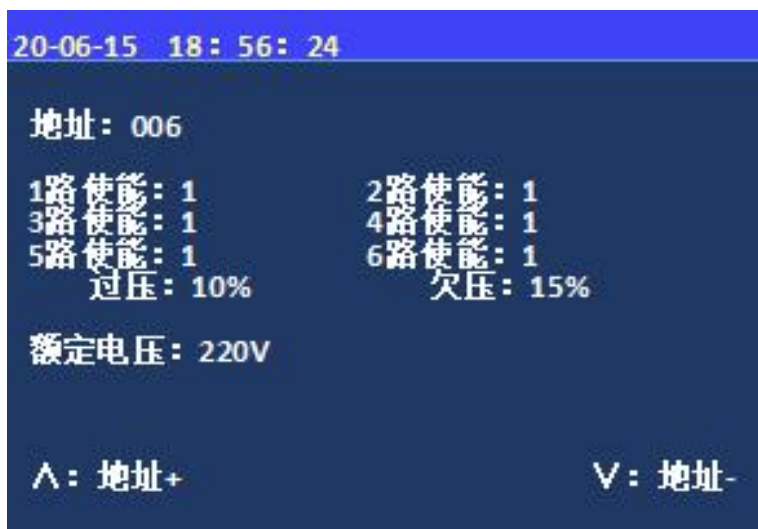 20-06-15 18：56：24
地址：006
1路使能：1 2路使能：1
3路使能：1 4路使能：1
5路使能：1 6路使能：1
过压：10% 欠压：15%
额定电压：220V
∧：地址+ ∨：地址-